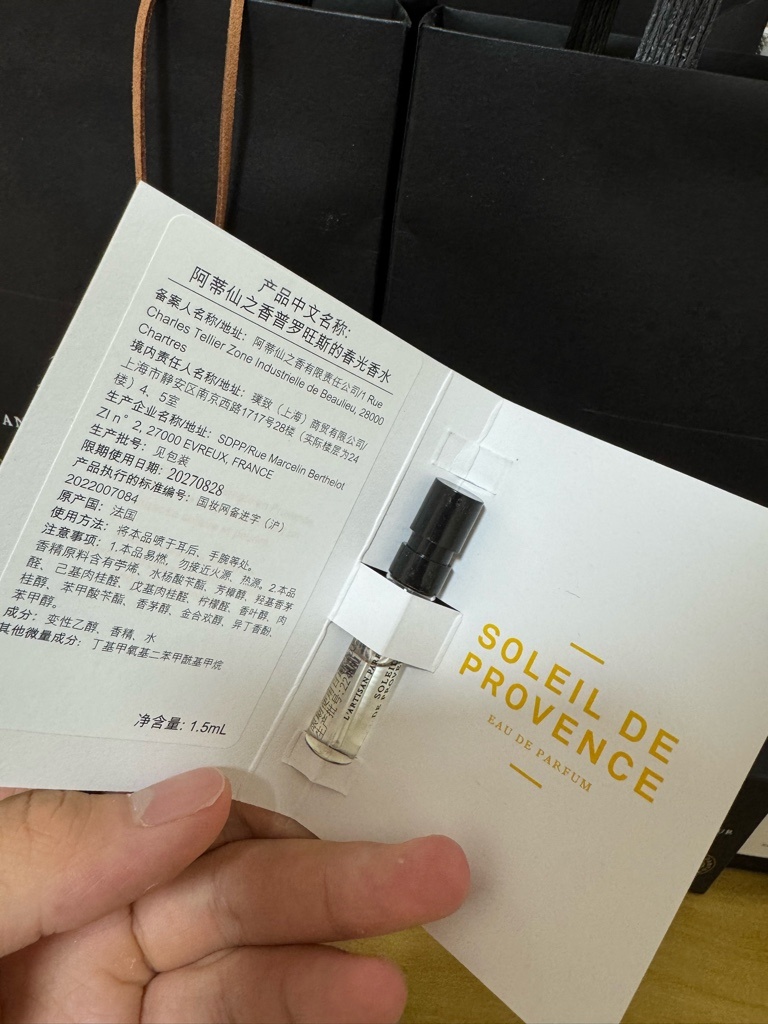 产品中文名称:
阿蒂仙之香普罗旺斯的春光香水
备案人名称/地址: 阿蒂仙之香有限责任公司/1 Rue
Charles Tellier Zone Industrielle de Beaulieu, 28000
Chartres
境内责任人名称/地址: 璞致（上海）商贸有限公司/
上海市静安区南京西路1717号28楼（实际楼层为24
楼）4、5室
生产企业名称/地址: SDPP/Rue Marcelin Berthelot
ZI n° 2, 27000 EVREUX, FRANCE
生产批号: 见包装
限期使用日期: 20270828
产品执行的标准编号: 国妆网备进字（沪）
2022007084
原产国: 法国
使用方法: 将本品喷于耳后、手腕等处。
注意事项: 1.本品易燃，勿接近火源、热源。2.本品
香精原料含有苧烯、水杨酸苄酯、芳樟醇、羟基香茅
醛、己基肉桂醛、戊基肉桂醛、柠檬醛、香叶醇、肉
桂醇、苯甲酸苄酯、香茅醇、金合欢醇、异丁香酚、
苯甲醇。
成分: 变性乙醇、香精、水
其他微量成分: 丁基甲氧基二苯甲酰基甲烷
净含量: 1.5mL
生产批号:22
L'ARTISAN PAR
SOLEIL
SOLEIL DE
PROVENCE
EAU DE PARFUM
AN